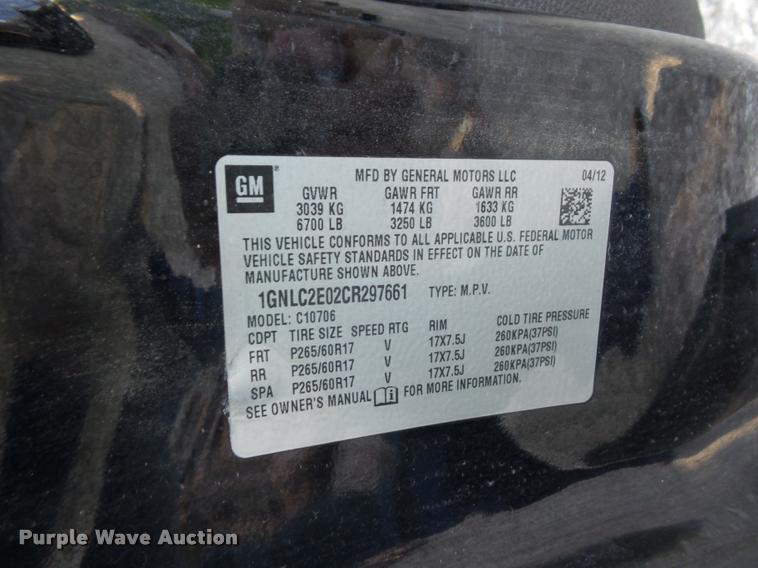 GM
MFD BY GENERAL MOTORS LLC 04/12
GVWR GAWR FRT GAWR RR
3039 KG 1474 KG 1633 KG
6700 LB 3250 LB 3600 LB
THIS VEHICLE CONFORMS TO ALL APPLICABLE U.S. FEDERAL MOTOR
VEHICLE SAFETY STANDARDS IN EFFECT ON THE DATE OF
MANUFACTURE SHOWN ABOVE.
1GNLC2E02CR297661 TYPE: M.P.V.
MODEL: C10706
CDPT TIRE SIZE SPEED RTG RIM COLD TIRE PRESSURE
FRT P265/60R17 V 17X7.5J 260KPA(37PSI)
RR P265/60R17 V 17X7.5J 260KPA(37PSI)
SPA P265/60R17 V 17X7.5J 260KPA(37PSI)
SEE OWNER'S MANUAL FOR MORE INFORMATION.
Purple Wave Auction